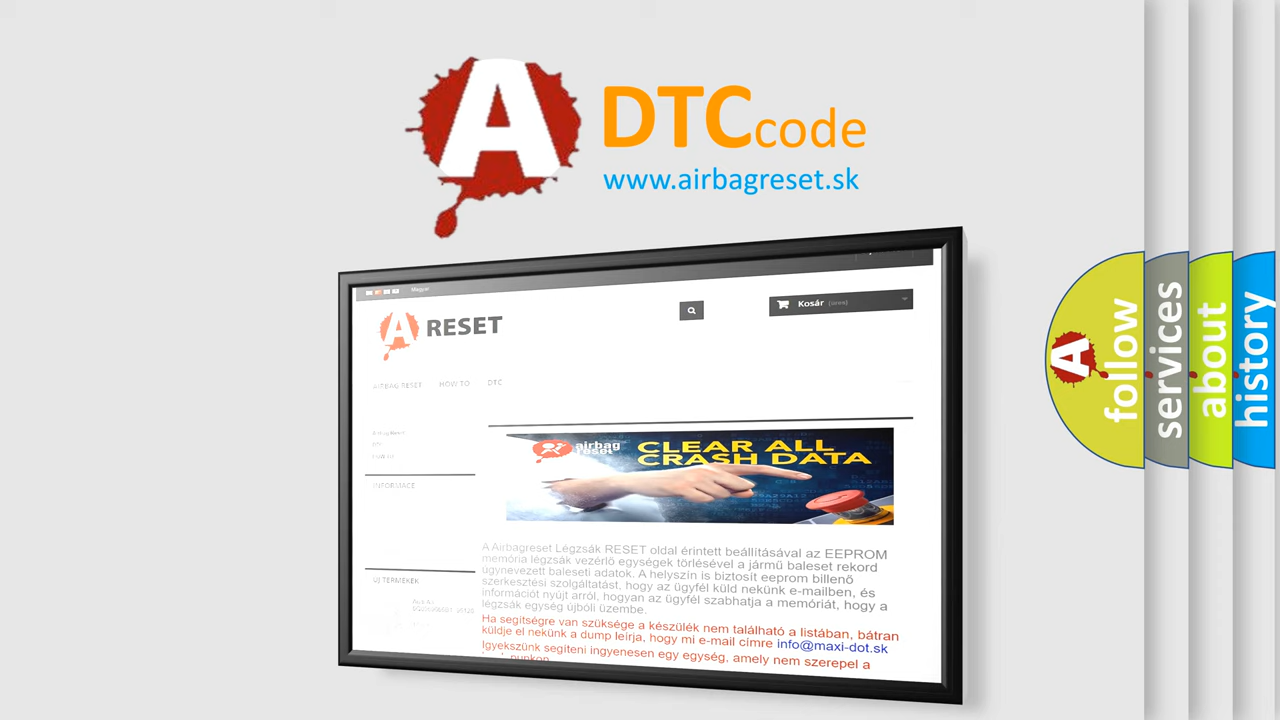 A DTCcode
www.airbagreset.sk
Magyar
A RESET
Kosár (üres)
AIRBAG RESET HOW TO DTC
Airbag Reset
DTC
INFORMACE
airbag
reset
CLEAR ALL
CRASH DATA
A Airbagreset Légzsák RESET oldal érintett beállításával az EEPROM
memória légzsák vezérlő egységek törlésével a jármű baleset rekord
úgynevezett baleseti adatok. A helyszín is biztosít eeprom billenő
szerkesztési szolgáltatást, hogy az ügyfél küld nekünk e-mailben, és
információt nyújt arról, hogyan az ügyfél szabhatja a memóriát, hogy a
légzsák egység újbóli üzembe.
Ha segítségre van szüksége a készülék nem található a listában, bátran
küldje el nekünk a dump leírja, hogy mi e-mail címre info@maxi-dot.sk
Igyekszünk segíteni ingyenesen egy egység, amely nem szerepel a
ÚJ TERMÉKEK
A follow
services
about
history